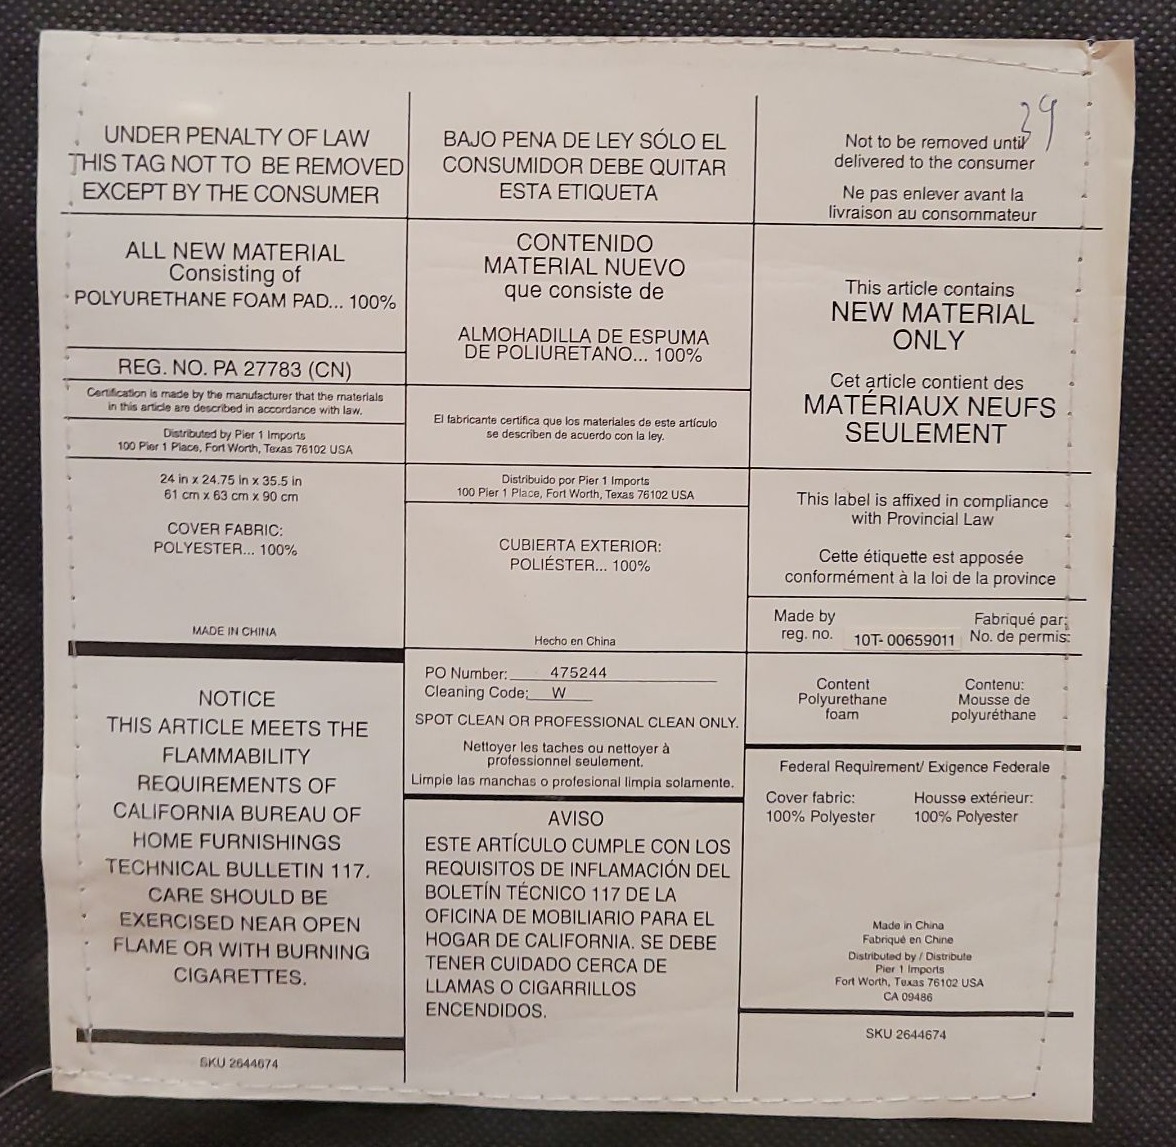 UNDER PENALTY OF LAW
THIS TAG NOT TO BE REMOVED
EXCEPT BY THE CONSUMER
ALL NEW MATERIAL
Consisting of
POLYURETHANE FOAM PAD... 100%
REG. NO. PA 27783 (CN)
Certification is made by the manufacturer that the materials
in this article are described in accordance with law.
Distributed by Pier 1 Imports
100 Pier 1 Place, Fort Worth, Texas 76102 USA
24 in x 24.75 in x 35.5 in
61 cm x 63 cm x 90 cm
COVER FABRIC:
POLYESTER... 100%
MADE IN CHINA
NOTICE
THIS ARTICLE MEETS THE
FLAMMABILITY
REQUIREMENTS OF
CALIFORNIA BUREAU OF
HOME FURNISHINGS
TECHNICAL BULLETIN 117.
CARE SHOULD BE
EXERCISED NEAR OPEN
FLAME OR WITH BURNING
CIGARETTES.
SKU 2644674
BAJO PENA DE LEY SÓLO EL
CONSUMIDOR DEBE QUITAR
ESTA ETIQUETA
CONTENIDO
MATERIAL NUEVO
que consiste de
ALMOHADILLA DE ESPUMA
DE POLIURETANO... 100%
El fabricante certifica que los materiales de este artículo
se describen de acuerdo con la ley.
Distribuido por Pier 1 Imports
100 Pier 1 Place, Fort Worth, Texas 76102 USA
CUBIERTA EXTERIOR:
POLIÉSTER... 100%
Hecho en China
PO Number: 475244
Cleaning Code: W
SPOT CLEAN OR PROFESSIONAL CLEAN ONLY.
Nettoyer les taches ou nettoyer à
professionnel seulement.
Limpie las manchas o profesional limpia solamente.
AVISO
ESTE ARTÍCULO CUMPLE CON LOS
REQUISITOS DE INFLAMACIÓN DEL
BOLETÍN TÉCNICO 117 DE LA
OFICINA DE MOBILIARIO PARA EL
HOGAR DE CALIFORNIA. SE DEBE
TENER CUIDADO CERCA DE
LLAMAS O CIGARRILLOS
ENCENDIDOS.
39
Not to be removed until
delivered to the consumer
Ne pas enlever avant la
livraison au consommateur
This article contains
NEW MATERIAL
ONLY
Cet article contient des
MATÉRIAUX NEUFS
SEULEMENT
This label is affixed in compliance
with Provincial Law
Cette étiquette est apposée
conformément à la loi de la province
Made by Fabriqué par:
reg. no. 10T- 00659011 No. de permis:
Content Contenu:
Polyurethane Mousse de
foam polyuréthane
Federal Requirement/ Exigence Federale
Cover fabric: Housse extérieur:
100% Polyester 100% Polyester
Made in China
Fabriqué en Chine
Distributed by / Distribute
Pier 1 Imports
Fort Worth, Texas 76102 USA
CA 09486
SKU 2644674